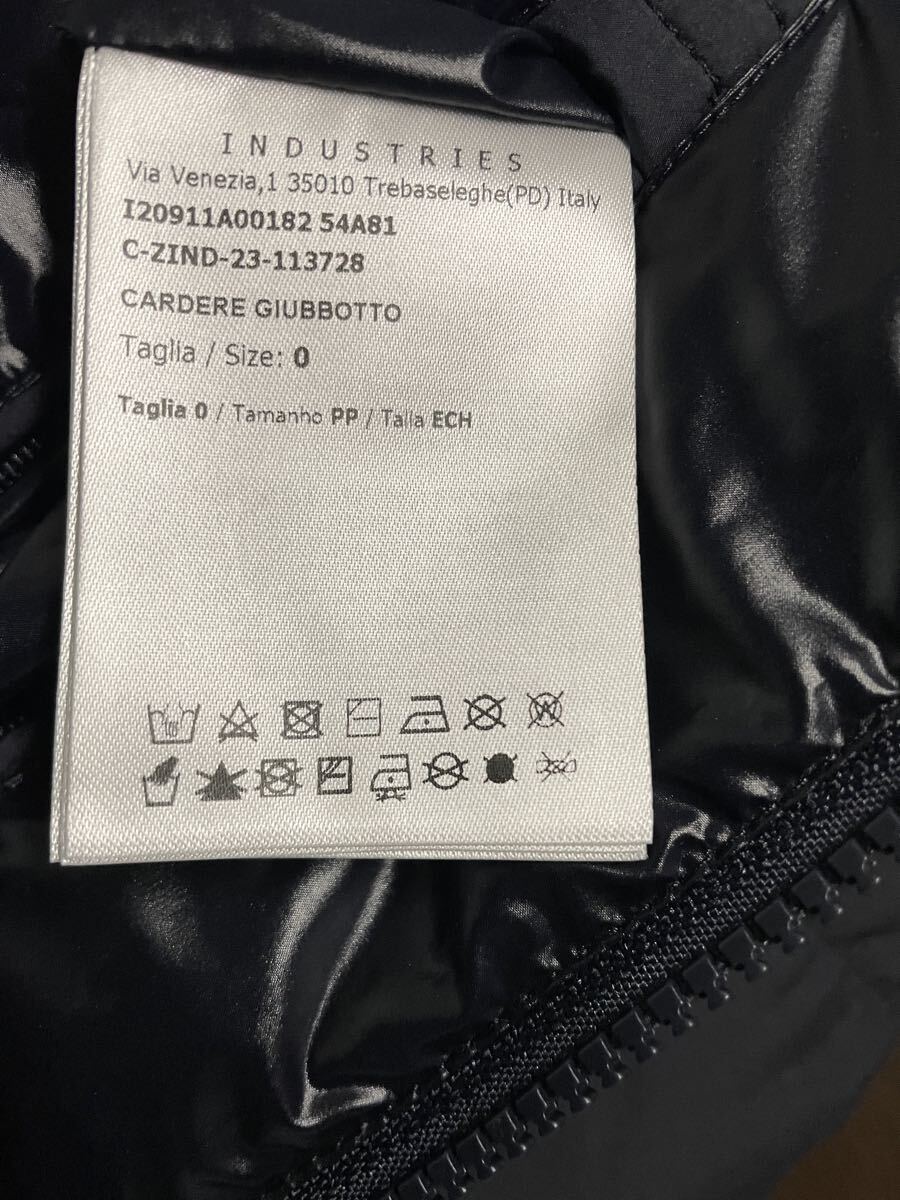 INDUSTRIES
Via Venezia,1 35010 Trebaseleghe(PD) Italy
I20911A00182 54A81
C-ZIND-23-113728
CARDERE GIUBBOTTO
Taglia / Size: 0
Taglia 0 / Tamanho PP / Talla ECH